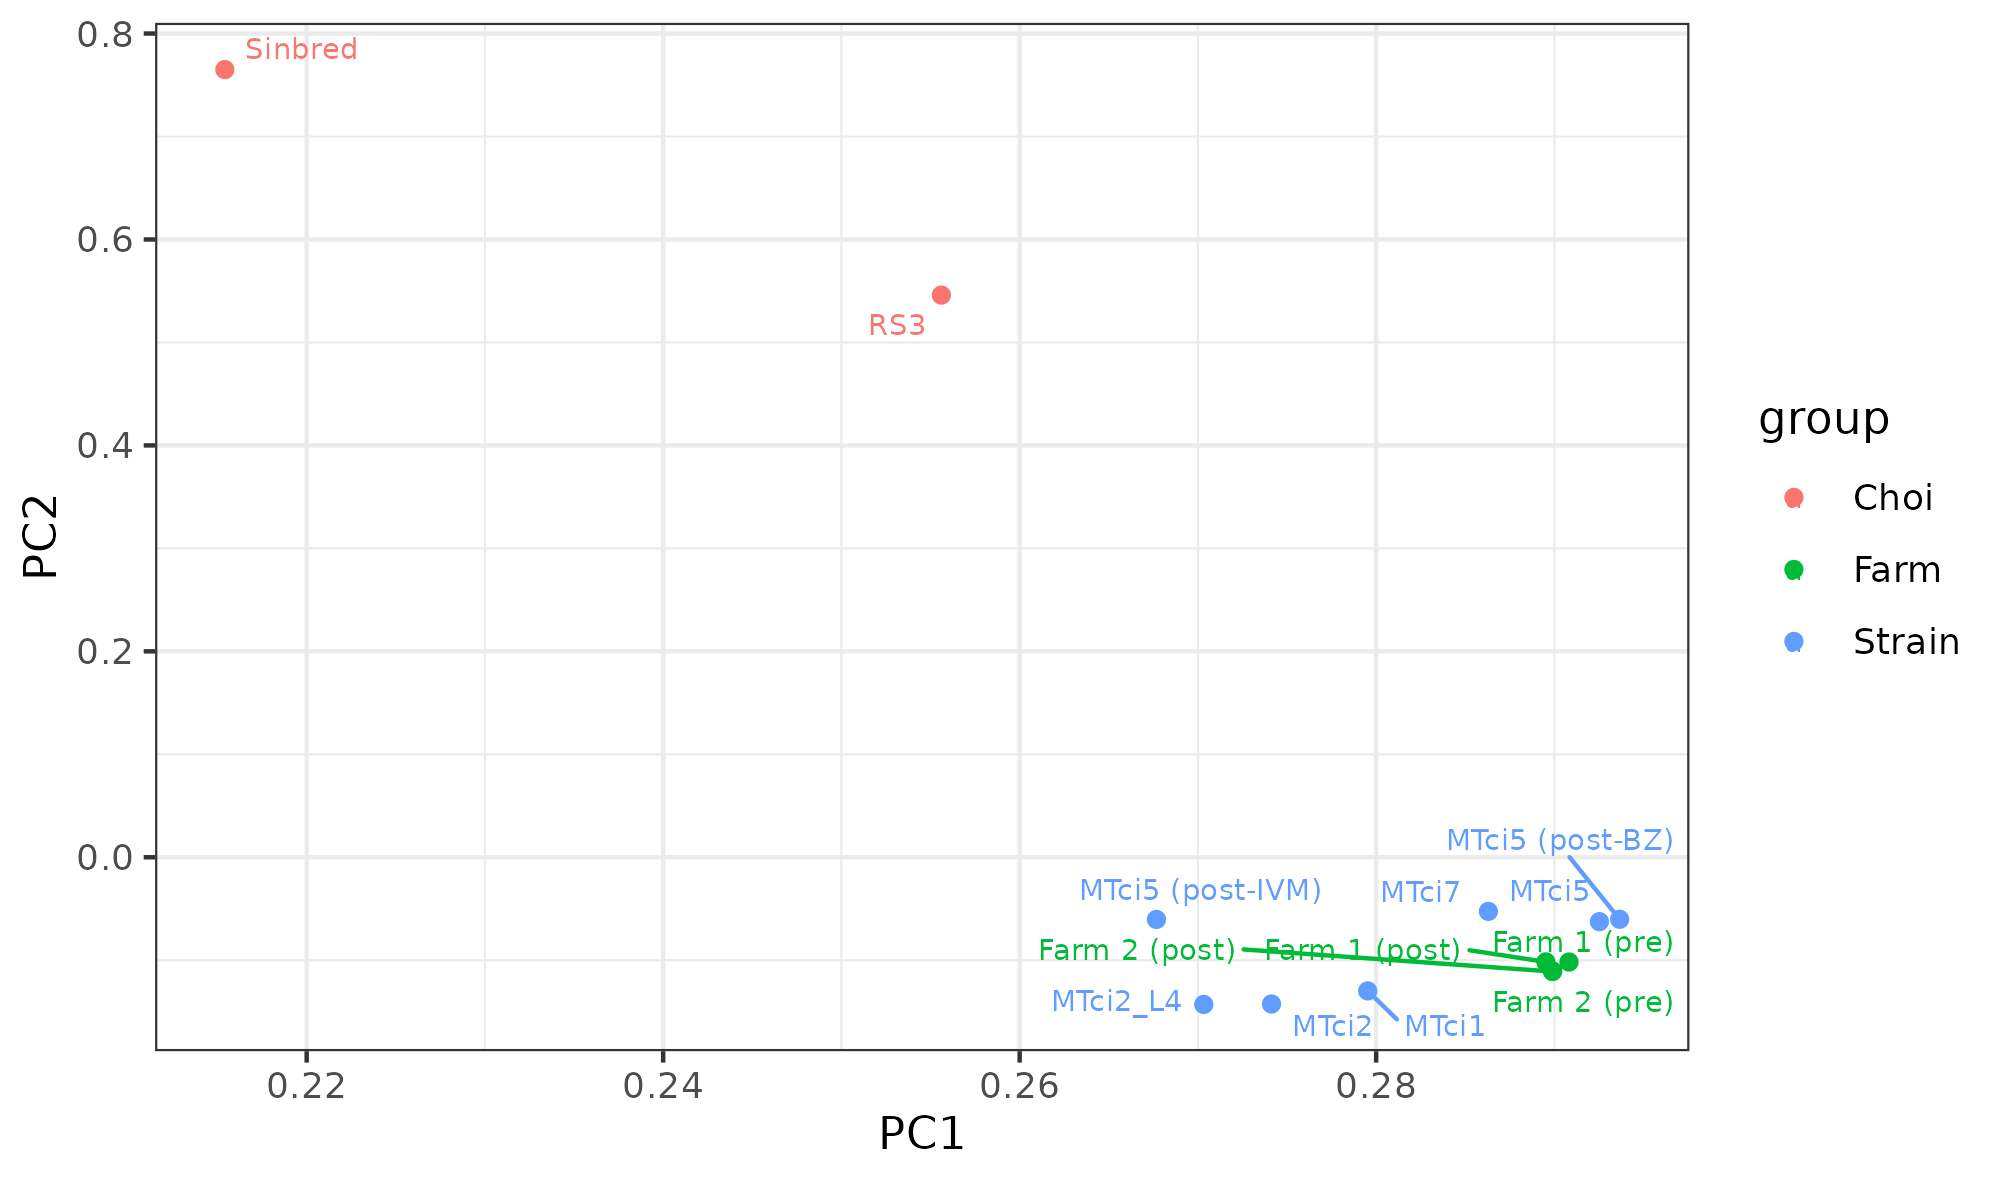 0.8
0.6
0.4
0.2
0.0
PC2
Sinbred
RS3
MTci5 (post-BZ)
MTci5 (post-IVM)
MTci7
MTci5
Farm 2 (post)
Farm 1 (post)
Farm 1 (pre)
MTci2_L4
Farm 2 (pre)
MTci2
MTci1
0.22
0.24
0.26
0.28
PC1
group
Choi
Farm
Strain